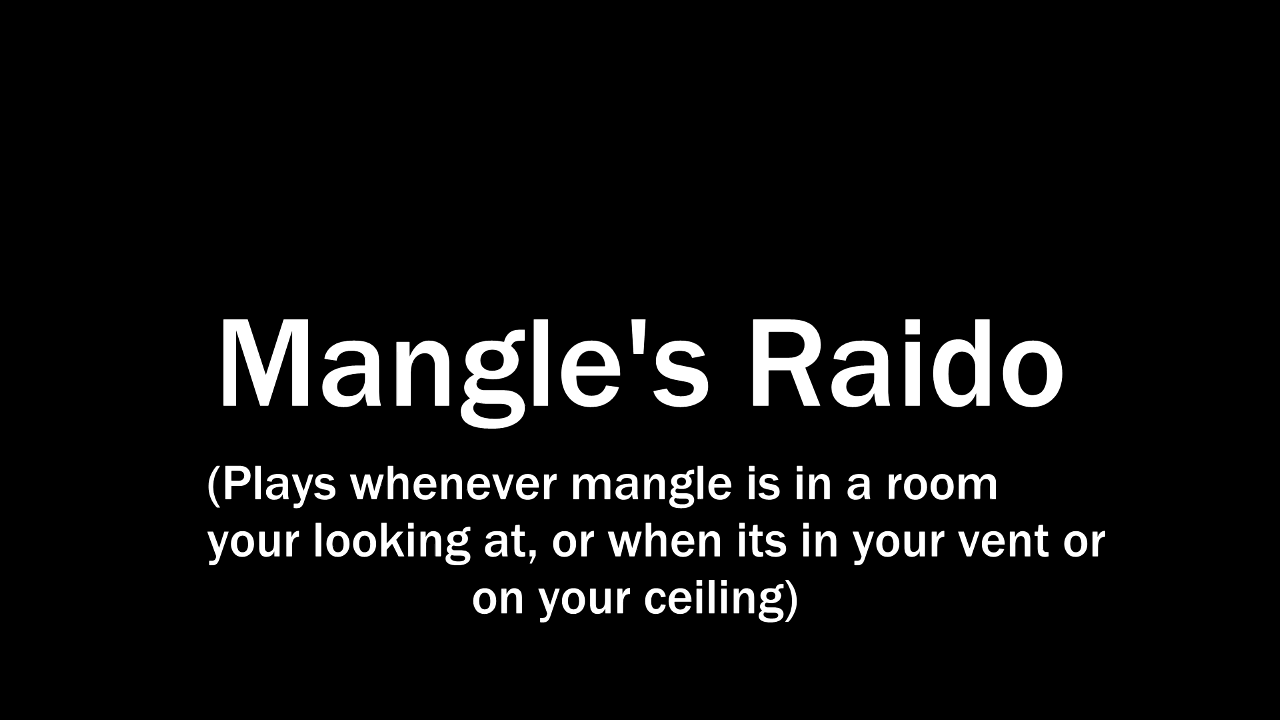 Mangle's Raido
(Plays whenever mangle is in a room
your looking at, or when its in your vent or
on your ceiling)